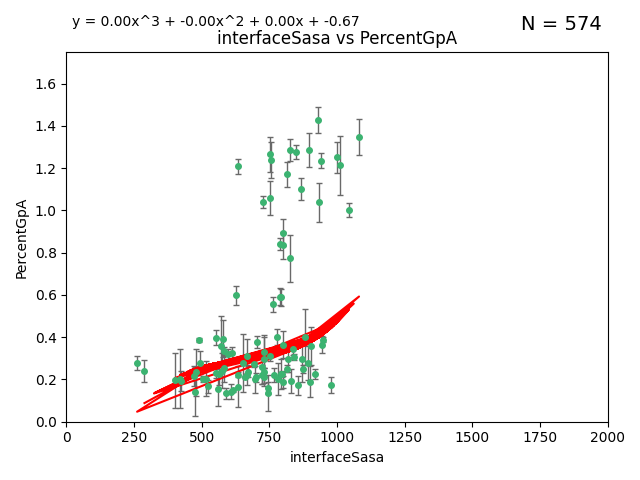 y = 0.00x^3 + -0.00x^2 + 0.00x + -0.67
N = 574
interfaceSasa vs PercentGpA
1.6
1.4
1.2
1.0
0.8
0.6
0.4
0.2
0.0
PercentGpA
0 250 500 750 1000 1250 1500 1750 2000
interfaceSasa